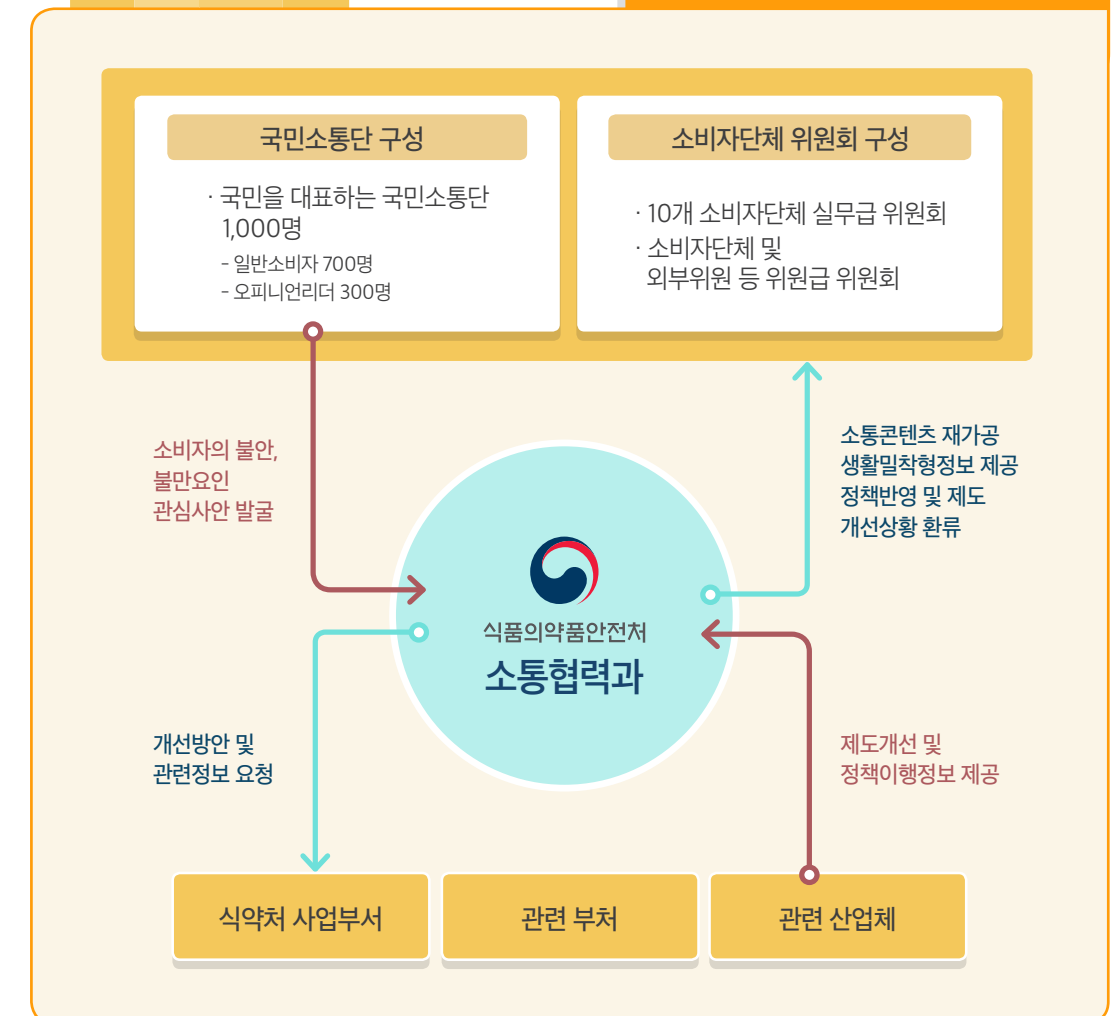 국민소통단 구성
· 국민을 대표하는 국민소통단
1,000명
- 일반소비자 700명
- 오피니언리더 300명
소비자단체 위원회 구성
· 10개 소비자단체 실무급 위원회
· 소비자단체 및
외부위원 등 위원급 위원회
소비자의 불안,
불만요인
관심사안 발굴
소통콘텐츠 재가공
생활밀착형정보 제공
정책반영 및 제도
개선상황 환류
식품의약품안전처
소통협력과
개선방안 및
관련정보 요청
제도개선 및
정책이행정보 제공
식약처 사업부서
관련 부처
관련 산업체